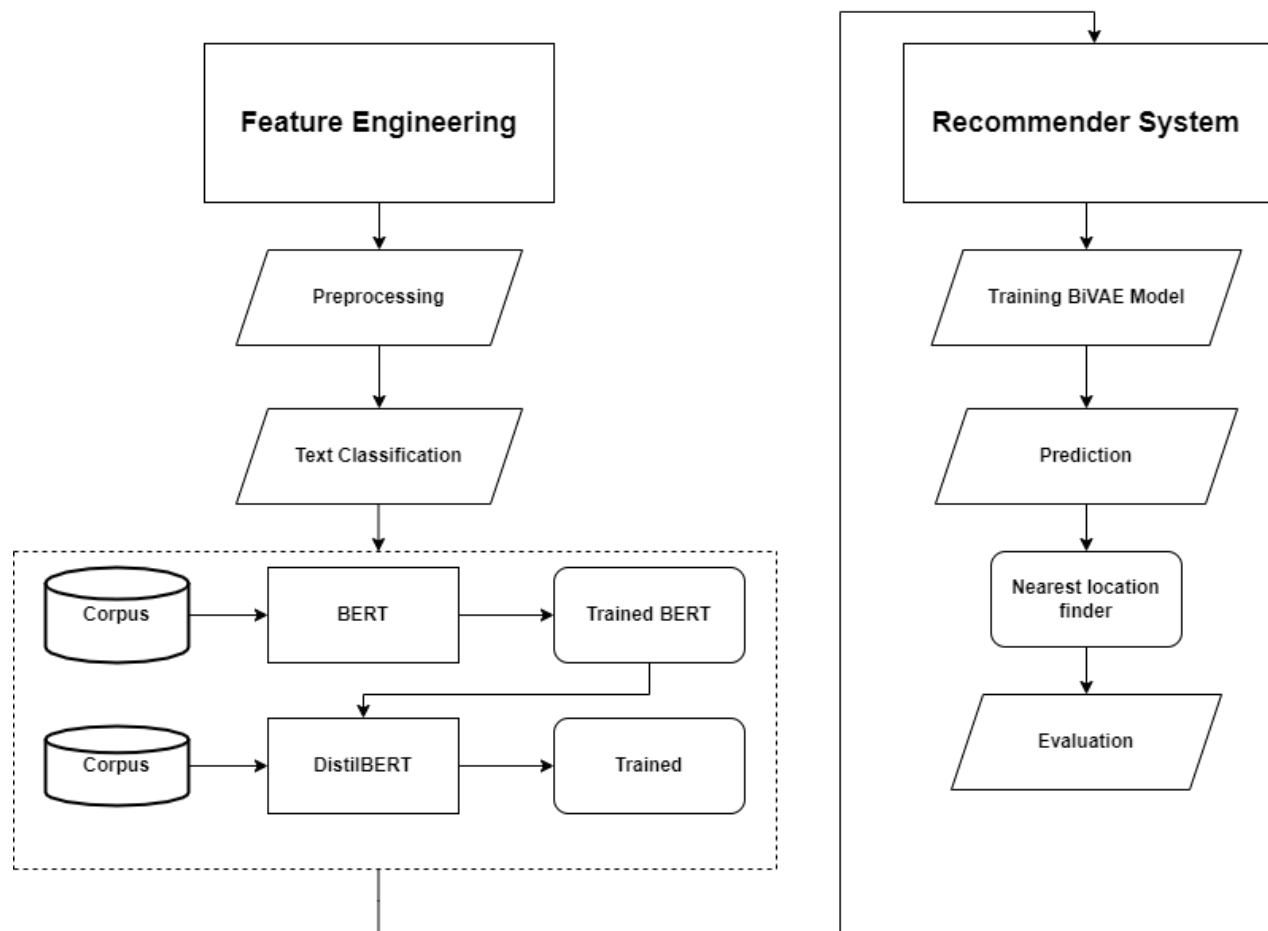 Feature Engineering
Preprocessing
Text Classification
Corpus
BERT
Trained BERT
Corpus
DistilBERT
Trained
Recommender System
Training BiVAE Model
Prediction
Nearest location
finder
Evaluation